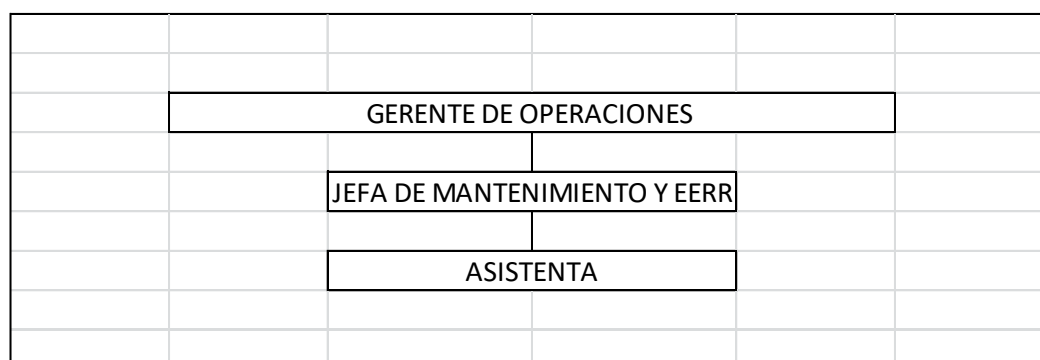 GERENTE DE OPERACIONES
JEFA DE MANTENIMIENTO Y EERR
ASISTENTA